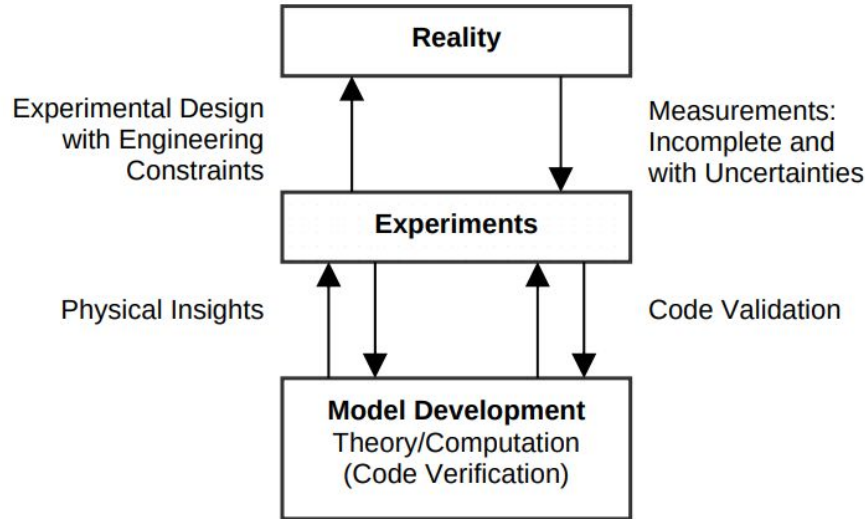 Reality
Experimental Design
with Engineering
Constraints
Measurements:
Incomplete and
with Uncertainties
Experiments
Physical Insights
Code Validation
Model Development
Theory/Computation
(Code Verification)